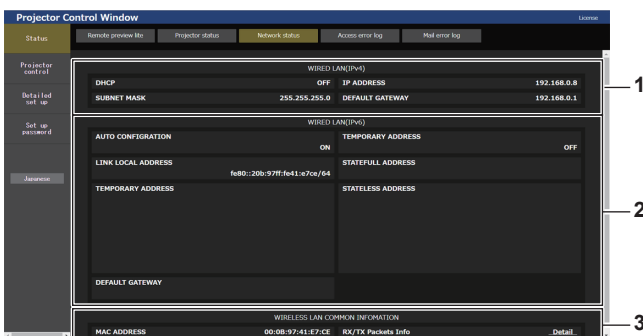 Projector Control Window
License
Status
Remote preview lite
Projector status
Network status
Access error log
Mail error log
Projector control
Detailed set up
Set up password
Japanese
WIRED LAN(IPv4)
DHCP OFF IP ADDRESS 192.168.0.8
SUBNET MASK 255.255.255.0 DEFAULT GATEWAY 192.168.0.1
1
WIRED LAN(IPv6)
AUTO CONFIGRATION ON TEMPORARY ADDRESS OFF
LINK LOCAL ADDRESS STATEFULL ADDRESS
fe80::20b:97ff:fe41:e7ce/64
TEMPORARY ADDRESS STATELESS ADDRESS
2
DEFAULT GATEWAY
WIRELESS LAN COMMON INFOMATION
MAC ADDRESS 00:0B:97:41:E7:CE RX/TX Packets Info Detail
3